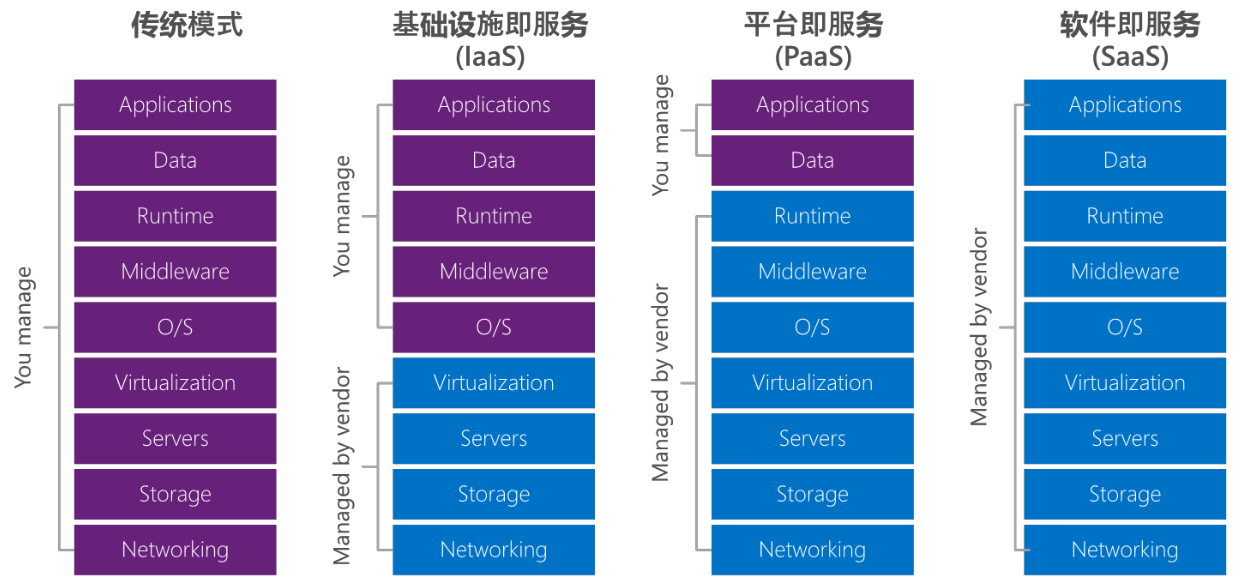 传统模式
You manage
Applications
Data
Runtime
Middleware
O/S
Virtualization
Servers
Storage
Networking
基础设施即服务
(IaaS)
You manage
Managed by vendor
Applications
Data
Runtime
Middleware
O/S
Virtualization
Servers
Storage
Networking
平台即服务
(PaaS)
You manage
Managed by vendor
Applications
Data
Runtime
Middleware
O/S
Virtualization
Servers
Storage
Networking
软件即服务
(SaaS)
Managed by vendor
Applications
Data
Runtime
Middleware
O/S
Virtualization
Servers
Storage
Networking